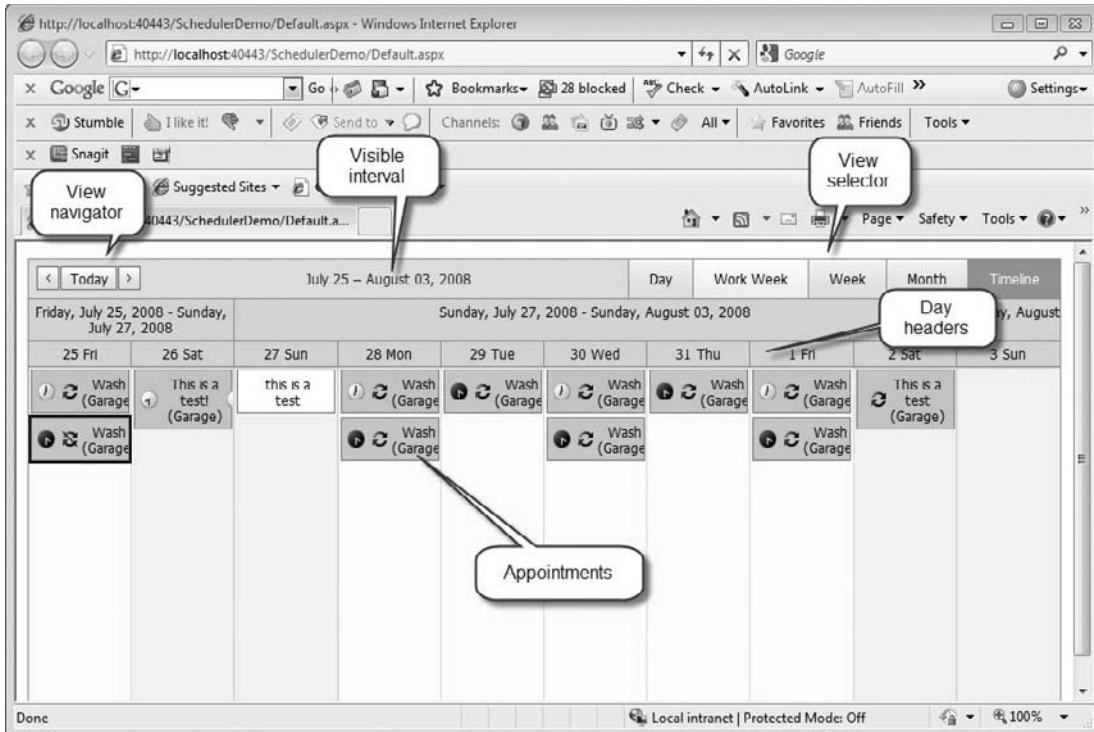 http://localhost:40443/SchedulerDemo/Default.aspx - Windows Internet Explorer
http://localhost:40443/SchedulerDemo/Default.aspx
Google
Google
Go
Bookmarks
28 blocked
Check
AutoLink
AutoFill
Settings
Stumble
I like it!
Send to
Channels:
All
Favorites
Friends
Tools
Snagit
Visible
interval
View
selector
View
navigator
Suggested Sites
40443/SchedulerDemo/Default.a...
Page
Safety
Tools
Today
July 25 – August 03, 2008
Day
Work Week
Week
Month
Timeline
Friday, July 25, 2008 - Sunday,
July 27, 2008
Sunday, July 27, 2008 - Sunday, August 03, 2008
August
Day
headers
25 Fri
26 Sat
27 Sun
28 Mon
29 Tue
30 Wed
31 Thu
1 Fri
2 Sat
3 Sun
Wash
(Garage
This is a
test!
(Garage)
this is a
test
Wash
(Garage
Wash
(Garage
Wash
(Garage
Wash
(Garage
Wash
(Garage
This is a
test
(Garage)
Wash
(Garage
Wash
(Garage
Wash
(Garage
Wash
(Garage
Appointments
Done
Local intranet | Protected Mode: Off
100%